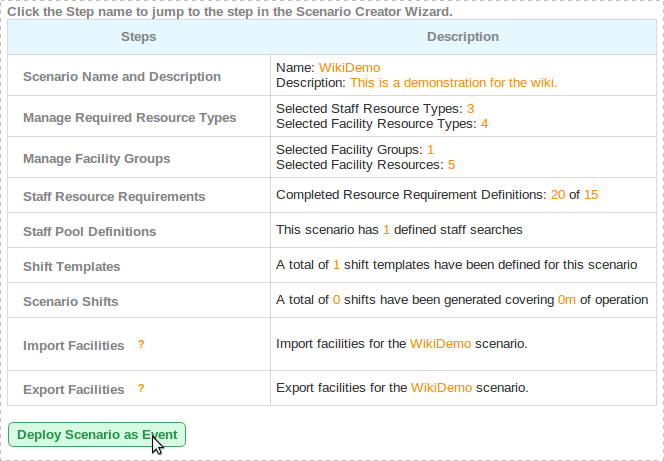 Click the Step name to jump to the step in the Scenario Creator Wizard.
Steps Description
Scenario Name and Description
Name: WikiDemo
Description: This is a demonstration for the wiki.
Manage Required Resource Types
Selected Staff Resource Types: 3
Selected Facility Resource Types: 4
Manage Facility Groups
Selected Facility Groups: 1
Selected Facility Resources: 5
Staff Resource Requirements
Completed Resource Requirement Definitions: 20 of 15
Staff Pool Definitions
This scenario has 1 defined staff searches
Shift Templates
A total of 1 shift templates have been defined for this scenario
Scenario Shifts
A total of 0 shifts have been generated covering 0m of operation
Import Facilities ?
Import facilities for the WikiDemo scenario.
Export Facilities ?
Export facilities for the WikiDemo scenario.
Deploy Scenario as Event